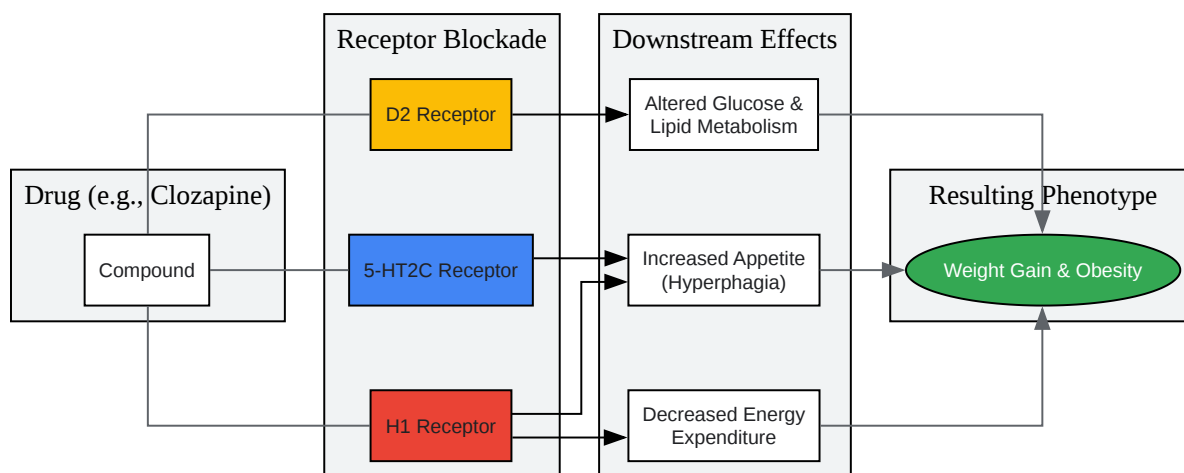 Receptor Blockade
Downstream Effects
D2 Receptor
Altered Glucose &
Lipid Metabolism
Drug (e.g., Clozapine)
Resulting Phenotype
Compound
5-HT2C Receptor
Increased Appetite
(Hyperphagia)
Weight Gain & Obesity
H1 Receptor
Decreased Energy
Expenditure